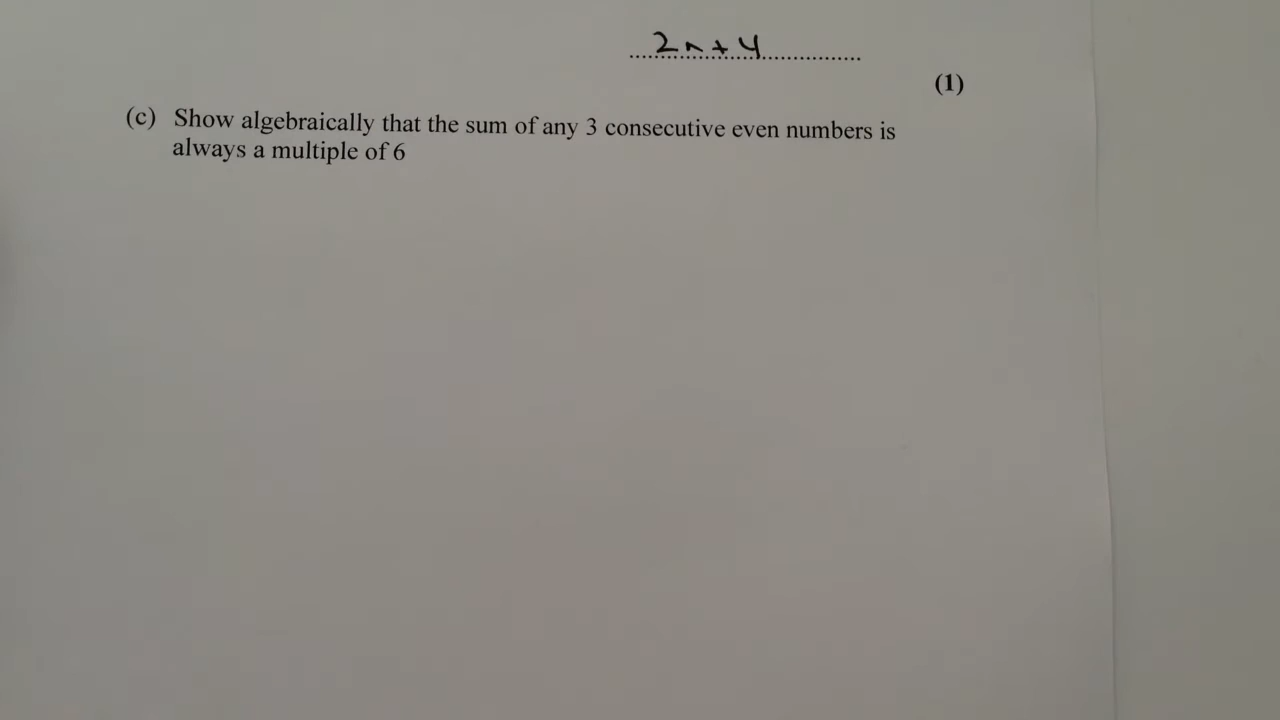 2n+4
(1)
(c) Show algebraically that the sum of any 3 consecutive even numbers is
always a multiple of 6